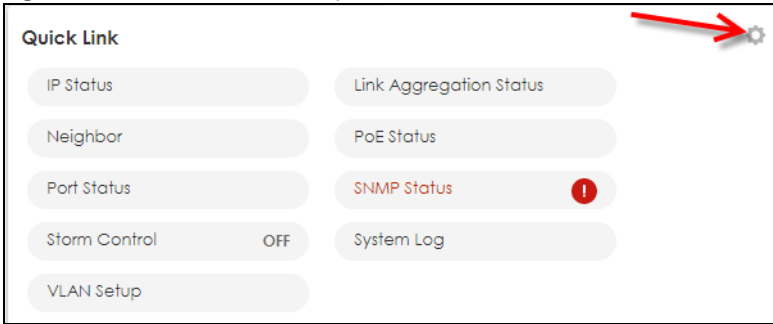 Quick Link
IP Status
Link Aggregation Status
Neighbor
PoE Status
Port Status
SNMP Status !
Storm Control OFF
System Log
VLAN Setup